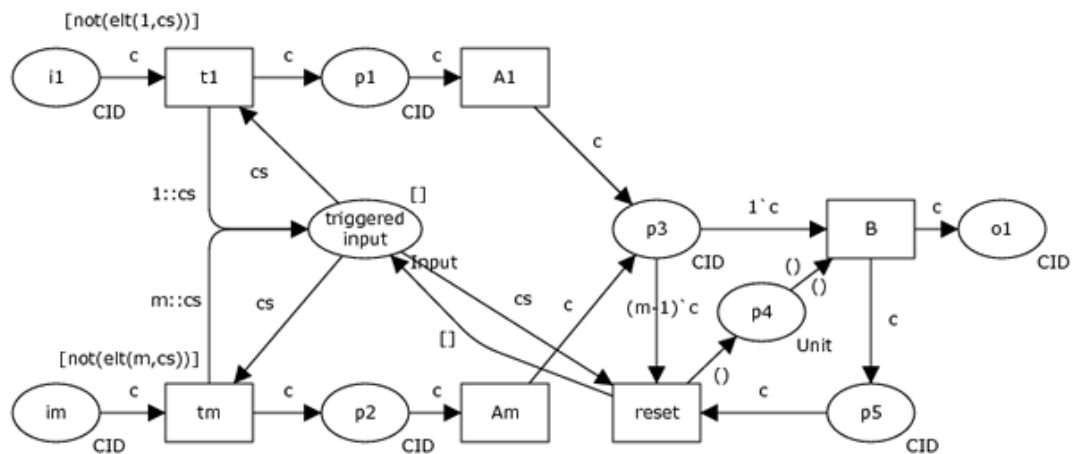 [not(elt(1,cs))]
c
c
c
i1
t1
p1
A1
CID
CID
c
cs
1::cs
[]
triggered
input
Input
p3
1`c
B
c
o1
CID
CID
cs
cs
c
(m-1)`c
()
()
p4
m::cs
[]
Unit
c
[not(elt(m,cs))]
()
c
c
c
c
im
tm
p2
Am
reset
p5
CID
CID
CID